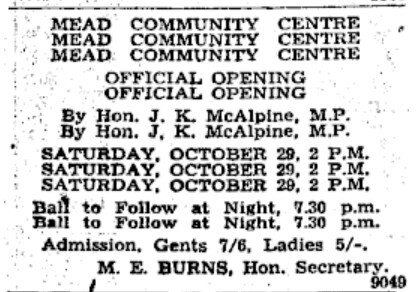 MEAD COMMUNITY CENTRE
MEAD COMMUNITY CENTRE
MEAD COMMUNITY CENTRE
OFFICIAL OPENING
OFFICIAL OPENING
By Hon. J. K. McAlpine, M.P.
By Hon. J. K. McAlpine, M.P.
SATURDAY, OCTOBER 29, 2 P.M.
SATURDAY, OCTOBER 29, 2 P.M.
SATURDAY, OCTOBER 29, 2 P.M.
Ball to Follow at Night, 7.30 p.m.
Ball to Follow at Night, 7.30 p.m.
Admission, Gents 7/6, Ladies 5/-.
M. E. BURNS, Hon. Secretary.
9049